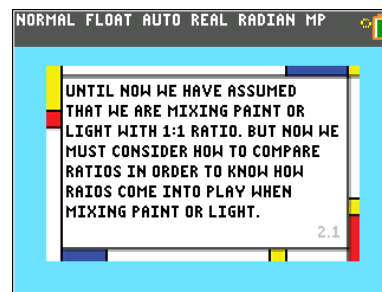 NORMAL FLOAT AUTO REAL RADIAN MP
UNTIL NOW WE HAVE ASSUMED
THAT WE ARE MIXING PAINT OR
LIGHT WITH 1:1 RATIO. BUT NOW WE
MUST CONSIDER HOW TO COMPARE
RATIOS IN ORDER TO KNOW HOW
RAIOS COME INTO PLAY WHEN
MIXING PAINT OR LIGHT.
2.1